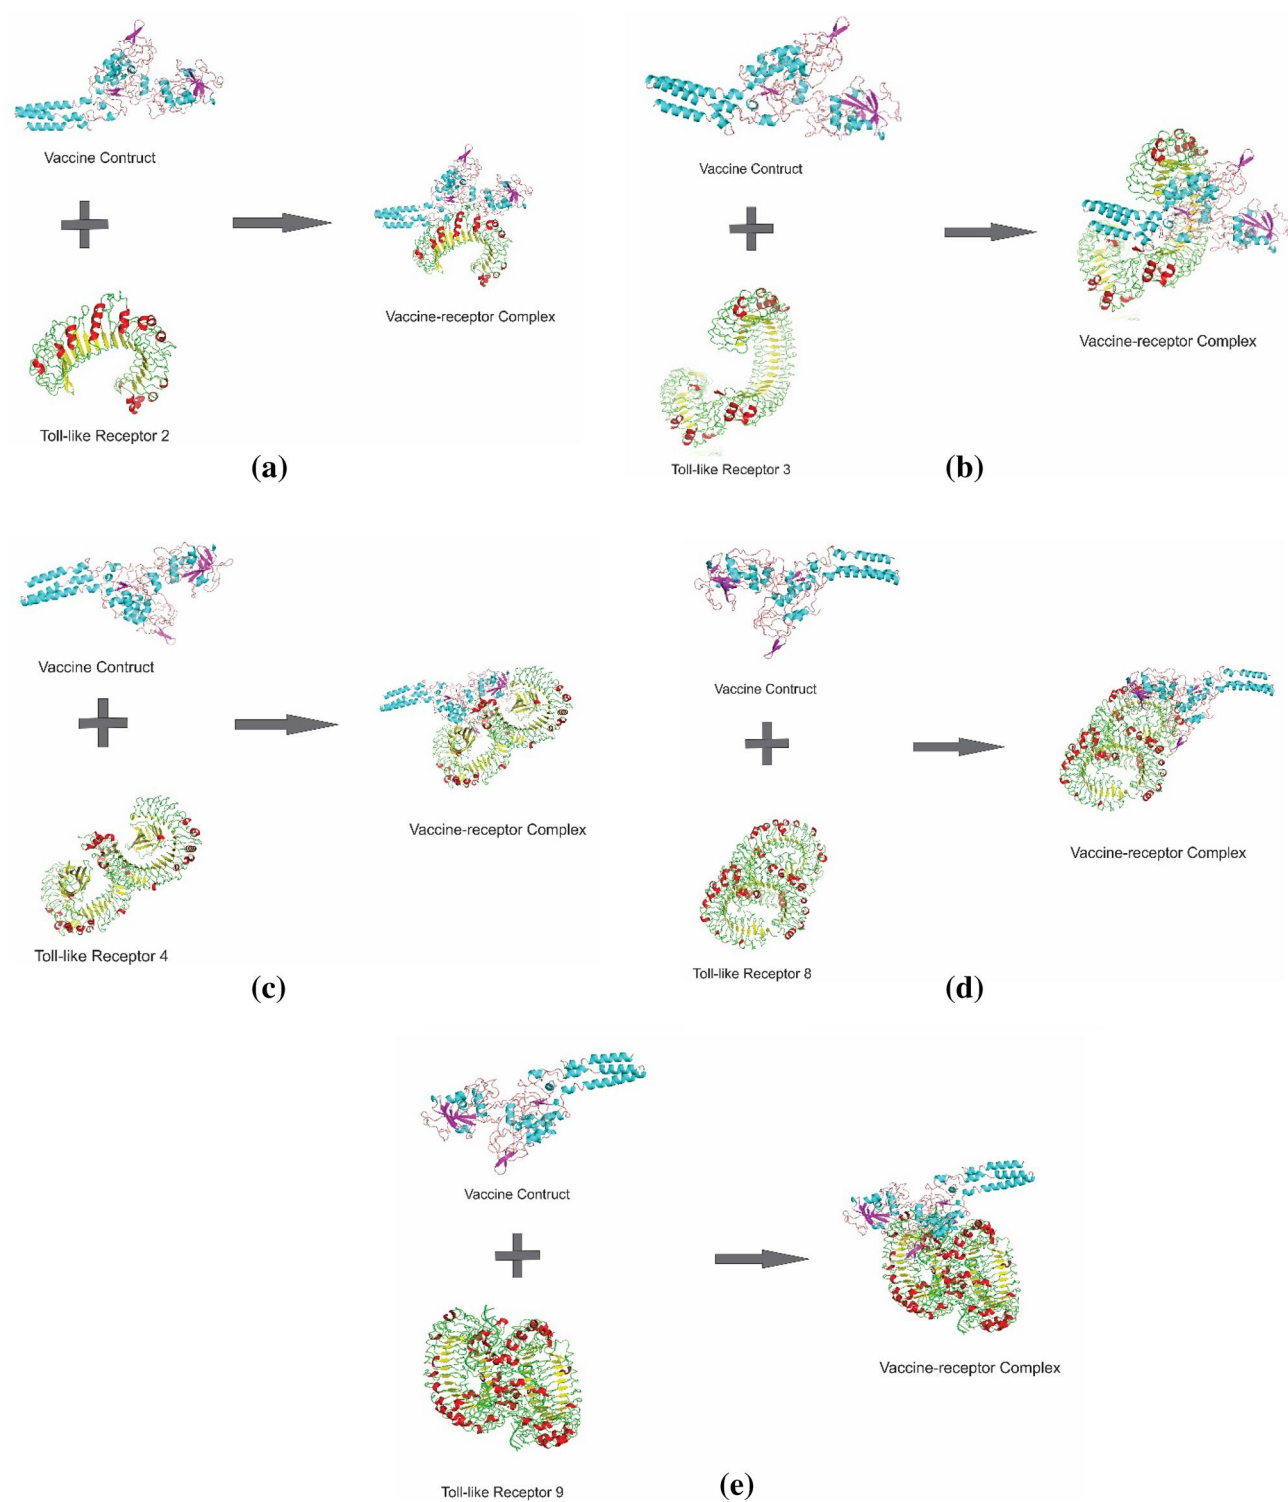 Vaccine Contruct
Toll-like Receptor 2
Vaccine-receptor Complex
(a)
Vaccine Contruct
Toll-like Receptor 3
Vaccine-receptor Complex
(b)
Vaccine Contruct
Toll-like Receptor 4
Vaccine-receptor Complex
(c)
Vaccine Contruct
Toll-like Receptor 8
Vaccine-receptor Complex
(d)
Vaccine Contruct
Toll-like Receptor 9
Vaccine-receptor Complex
(e)